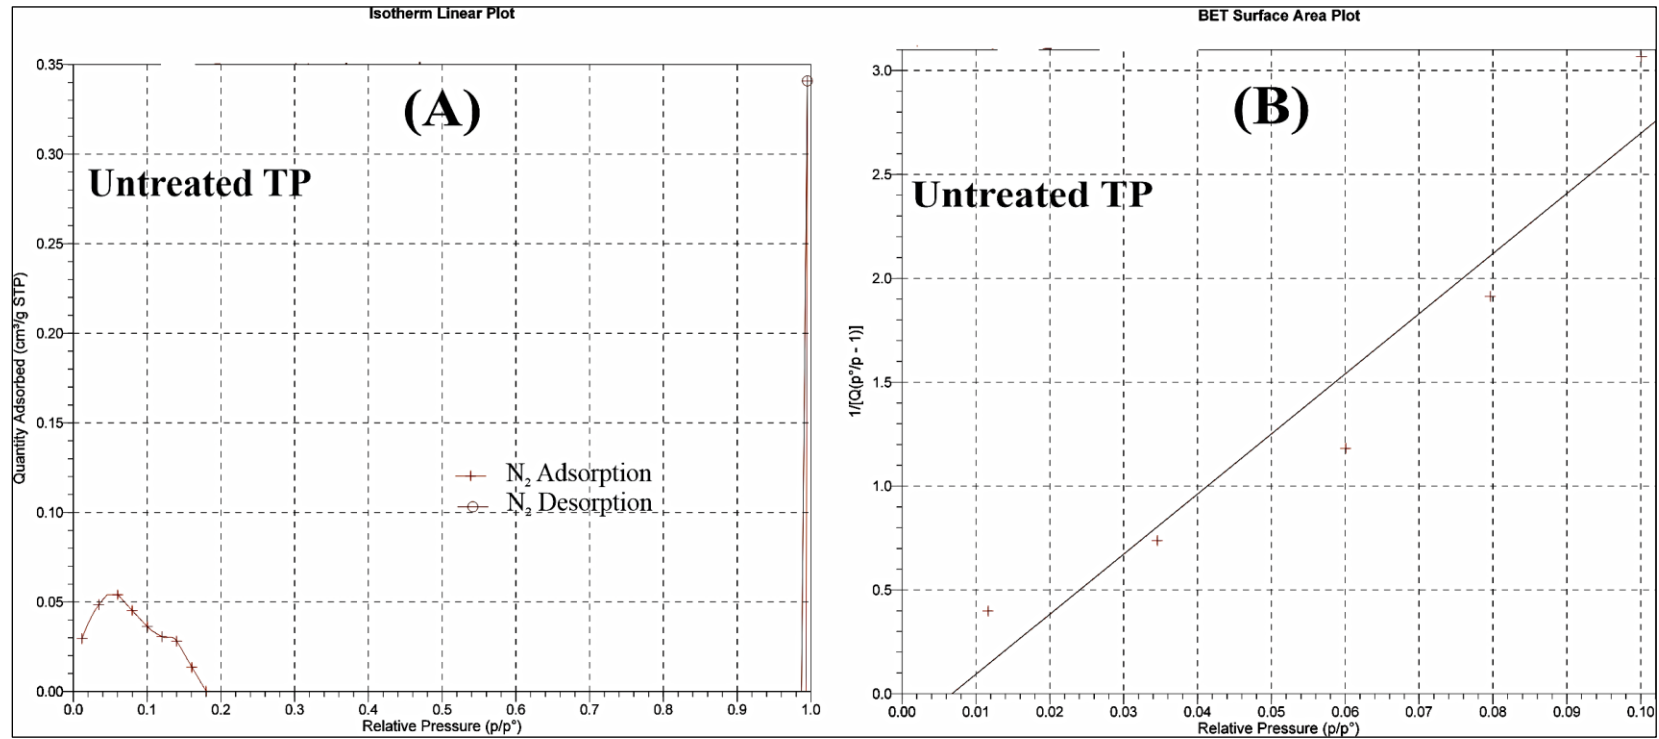 Isotherm Linear Plot
(A)
Untreated TP
Quantity Adsorbed (cm³/g STP)
0.35
0.30
0.25
0.20
0.15
0.10
0.05
0.00
N₂ Adsorption
N₂ Desorption
0.0 0.1 0.2 0.3 0.4 0.5 0.6 0.7 0.8 0.9 1.0
Relative Pressure (p/p°)
BET Surface Area Plot
(B)
Untreated TP
1/[Q(p°/p - 1)]
3.0
2.5
2.0
1.5
1.0
0.5
0.0
0.00 0.01 0.02 0.03 0.04 0.05 0.06 0.07 0.08 0.09 0.10
Relative Pressure (p/p°)